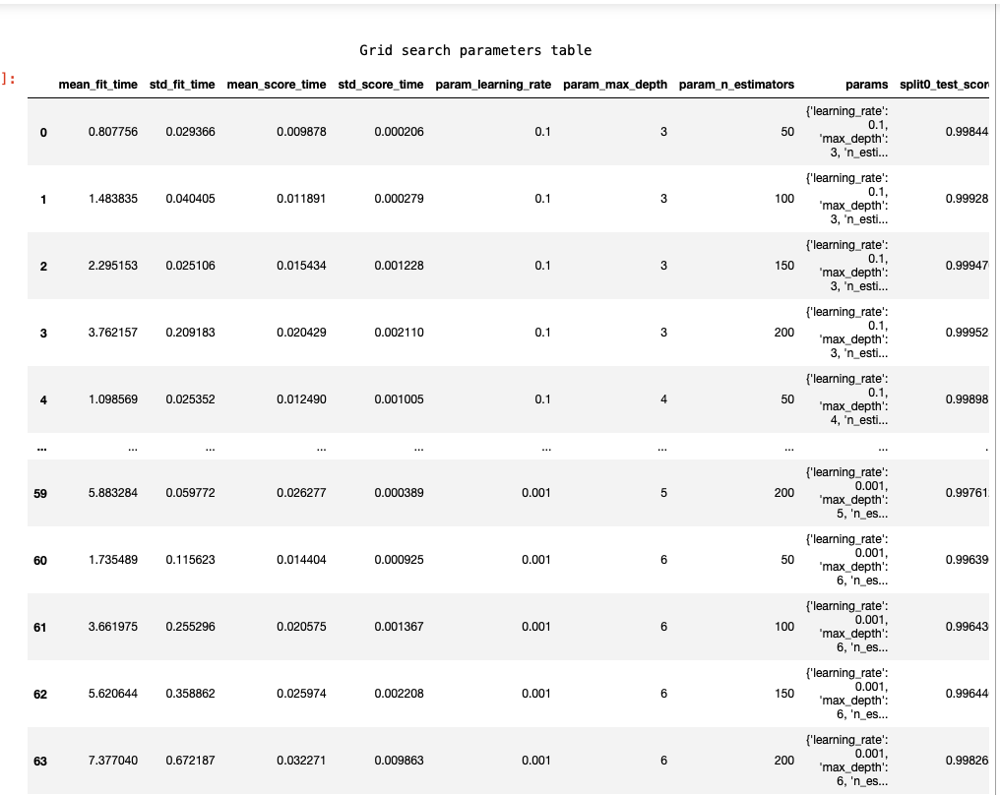 Grid search parameters table
]:
mean_fit_time std_fit_time mean_score_time std_score_time param_learning_rate param_max_depth param_n_estimators params split0_test_scor
0 0.807756 0.029366 0.009878 0.000206 0.1 3 50 {'learning_rate': 0.1, 'max_depth': 3, 'n_esti... 0.99844
1 1.483835 0.040405 0.011891 0.000279 0.1 3 100 {'learning_rate': 0.1, 'max_depth': 3, 'n_esti... 0.99928
2 2.295153 0.025106 0.015434 0.001228 0.1 3 150 {'learning_rate': 0.1, 'max_depth': 3, 'n_esti... 0.99947
3 3.762157 0.209183 0.020429 0.002110 0.1 3 200 {'learning_rate': 0.1, 'max_depth': 3, 'n_esti... 0.99952
4 1.098569 0.025352 0.012490 0.001005 0.1 4 50 {'learning_rate': 0.1, 'max_depth': 4, 'n_esti... 0.99898
... ... ... ... ... ... ... ... ... .
59 5.883284 0.059772 0.026277 0.000389 0.001 5 200 {'learning_rate': 0.001, 'max_depth': 5, 'n_es... 0.99761
60 1.735489 0.115623 0.014404 0.000925 0.001 6 50 {'learning_rate': 0.001, 'max_depth': 6, 'n_es... 0.99639
61 3.661975 0.255296 0.020575 0.001367 0.001 6 100 {'learning_rate': 0.001, 'max_depth': 6, 'n_es... 0.99643
62 5.620644 0.358862 0.025974 0.002208 0.001 6 150 {'learning_rate': 0.001, 'max_depth': 6, 'n_es... 0.99644
63 7.377040 0.672187 0.032271 0.009863 0.001 6 200 {'learning_rate': 0.001, 'max_depth': 6, 'n_es... 0.99826